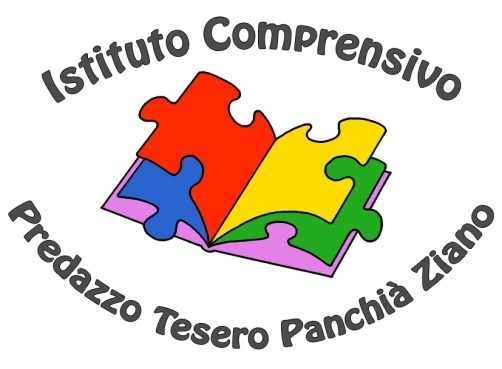 Istituto Comprensivo
Predazzo Tesero Panchià Ziano